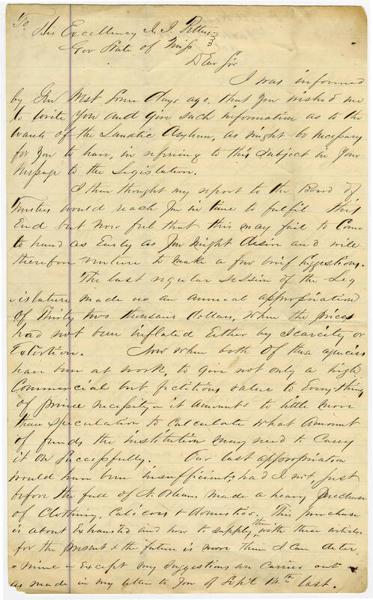 To His Excellency J. J. Pettus
Gov State of Miss
Dear Sir
I was informed
by Gen West some days ago, that you wished me
to write you and give such information as to the
wants of the Lunatic Asylum, as might be necessary
for you to have, in refering to this subject in your
message to the Legislature.
I then thought my report to the Board of
Trustees would reach you in time to fulfil this
End but now feel that this may fail to come
to hand as Early as you might desire and will
therefore venture to make a few brief suggestions.
The last regular session of the Leg
islature made us an annual appropriation
of Thirty two thousand Dollars, when the prices
had not been inflated Either by scarcity or
Extortion. Now when both of these agencies
have been at work, to give not only a high
Commercial but fictitious value to Everything
of prime necessity it amounts to little more
than speculation to calculate what amount
of funds the institution may need to carry
it on successfully. Our last appropriation
would have been insufficient, had I not just
before the fall of N. Orleans made a heavy purchase
of Clothing, Calicoes & domestics. This purchase
is about Exhausted and how to supply them with these articles
for the present & the future is more than I can deter
mine - Except my suggestions are carried out
as made in my letter to you of Sept 14th last.